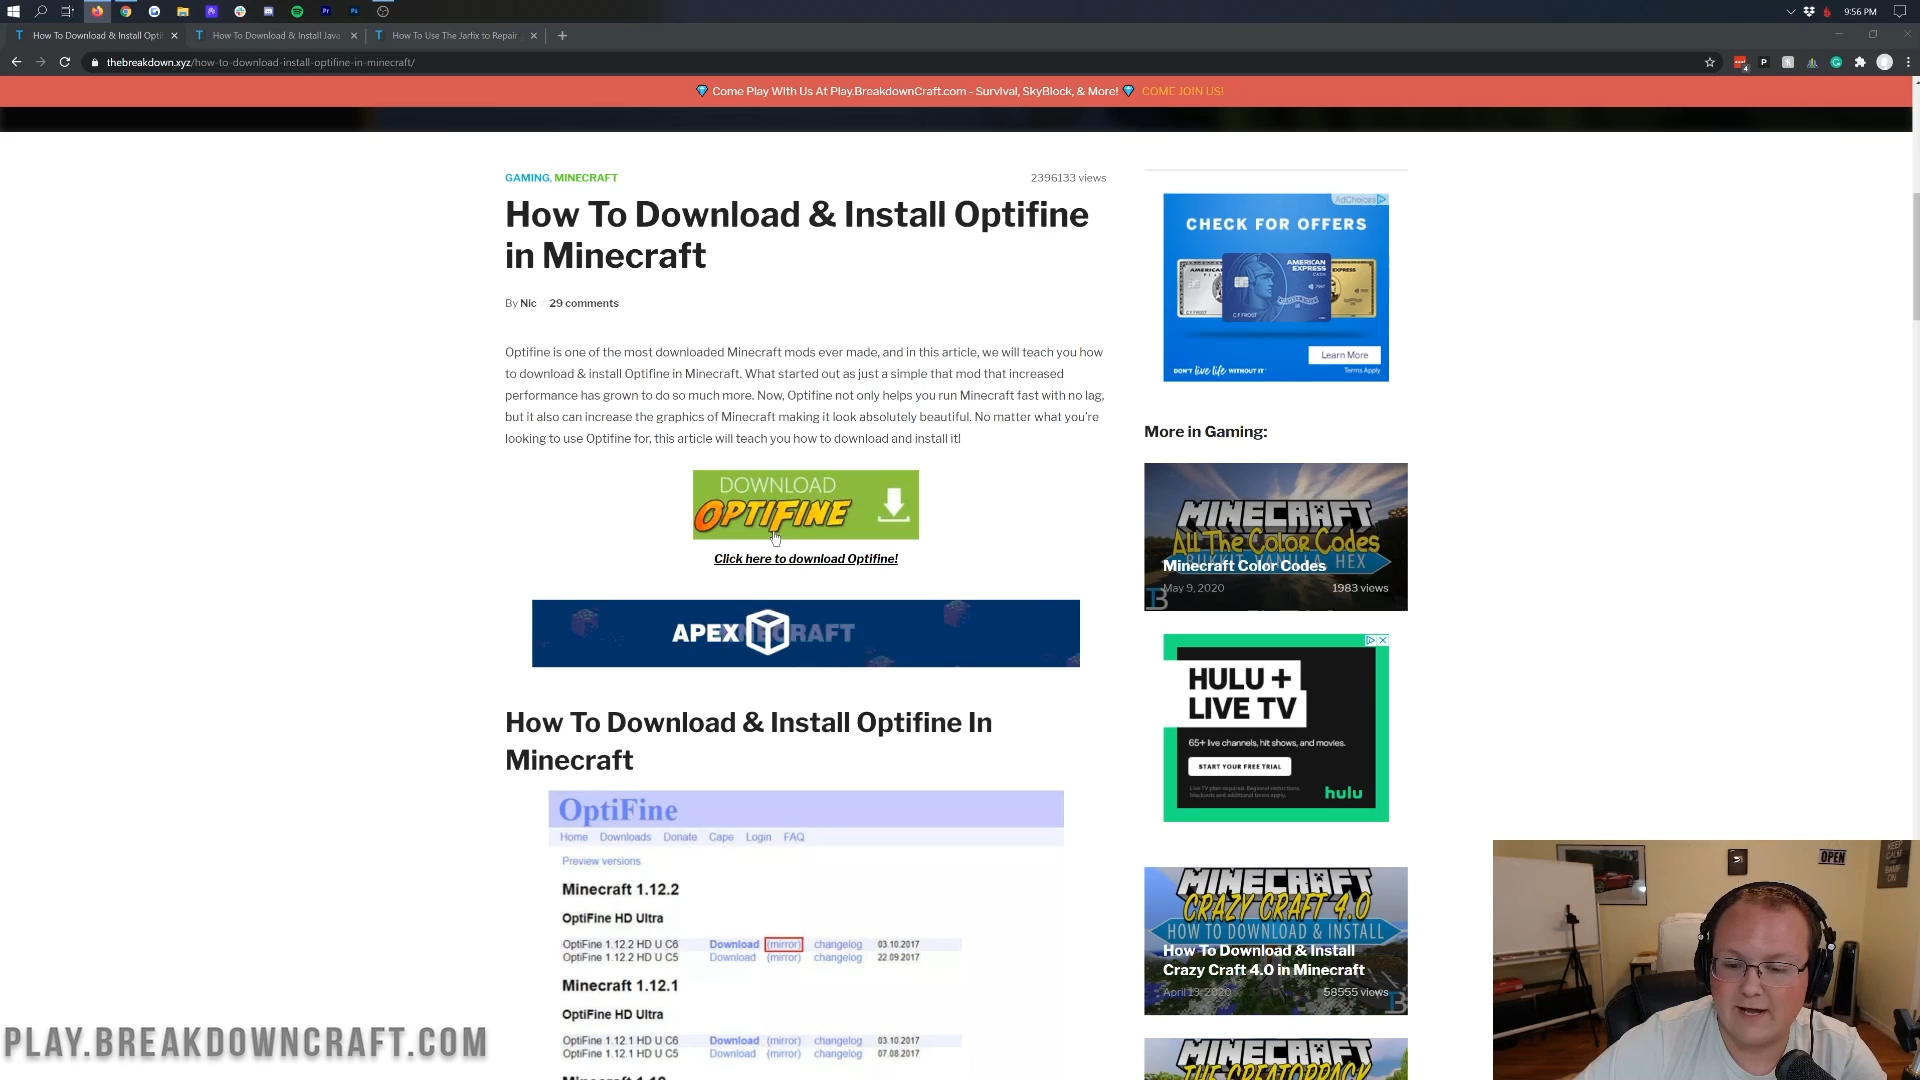 How To Download & Install Opti
How To Download & Install Java
How To Use The Jarfix to Repair
9:56 PM
thebreakdown.xyz/how-to-download-install-optifine-in-minecraft/
Come Play With Us At Play.BreakdownCraft.com - Survival, SkyBlock, & More!
COME JOIN US!
GAMING, MINECRAFT
2396133 views
How To Download & Install Optifine
in Minecraft
By Nic
29 comments
Optifine is one of the most downloaded Minecraft mods ever made, and in this article, we will teach you how
to download & install Optifine in Minecraft. What started out as just a simple that mod that increased
performance has grown to do so much more. Now, Optifine not only helps you run Minecraft fast with no lag,
but it also can increase the graphics of Minecraft making it look absolutely beautiful. No matter what you're
looking to use Optifine for, this article will teach you how to download and install it!
DOWNLOAD
OPTIFINE
Click here to download Optifine!
APEX
CRAFT
How To Download & Install Optifine In
Minecraft
OptiFine
Home Downloads Donate Cape Login FAQ
Preview versions
Minecraft 1.12.2
OptiFine HD Ultra
OptiFine 1.12.2 HD U C6 Download (mirror) changelog 03.10.2017
OptiFine 1.12.2 HD U C5 Download (mirror) changelog 22.09.2017
Minecraft 1.12.1
OptiFine HD Ultra
OptiFine 1.12.1 HD U C6 Download (mirror) changelog 03.10.2017
OptiFine 1.12.1 HD U C5 Download (mirror) changelog 07.08.2017
AdChoices
CHECK FOR OFFERS
AMERICAN EXPRESS
C F FROST
Learn More
DON'T live life WITHOUT IT
Terms Apply
More in Gaming:
MINECRAFT
ALL THE COLOR CODES
BUKKIT VANILLA HEX
Minecraft Color Codes
May 9, 2020
1983 views
HULU +
LIVE TV
65+ live channels, hit shows, and movies.
START YOUR FREE TRIAL
hulu
MINECRAFT
CRAZY CRAFT 4.0
HOW TO DOWNLOAD & INSTALL
How To Download & Install
Crazy Craft 4.0 in Minecraft
April 13, 2020
58555 views
MINECRAFT
THE CREATORPACK
OPEN
PLAY.BREAKDOWNCRAFT.COM